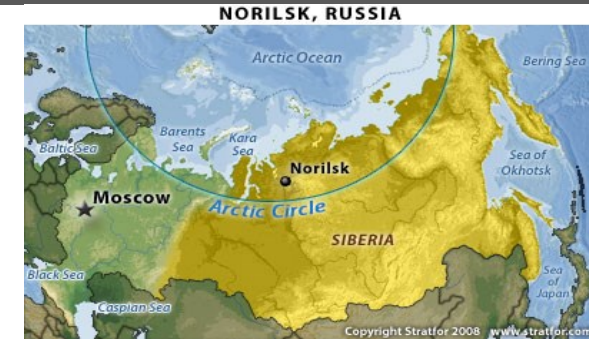 NORILSK, RUSSIA
Arctic Ocean
Bering Sea
Barents
Sea
Kara
Sea
Baltic Sea
Norilsk
Sea of
Okhotsk
Moscow
Arctic Circle
SIBERIA
Black Sea
Caspian Sea
Sea
of
Japan
Copyright Stratfor 2008 www.stratfor.com